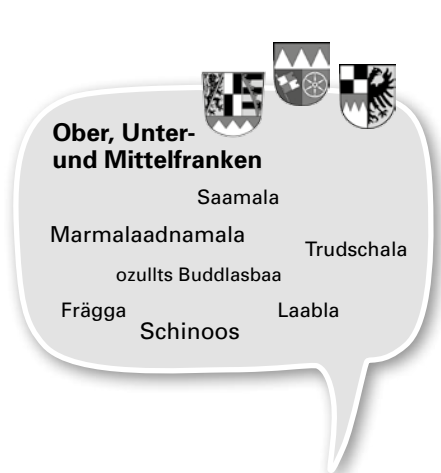 Ober, Unter-
und Mittelfranken
Saamala
Marmalaadnamala
Trudschala
ozullts Buddlasbaa
Frägga
Laabla
Schinoos